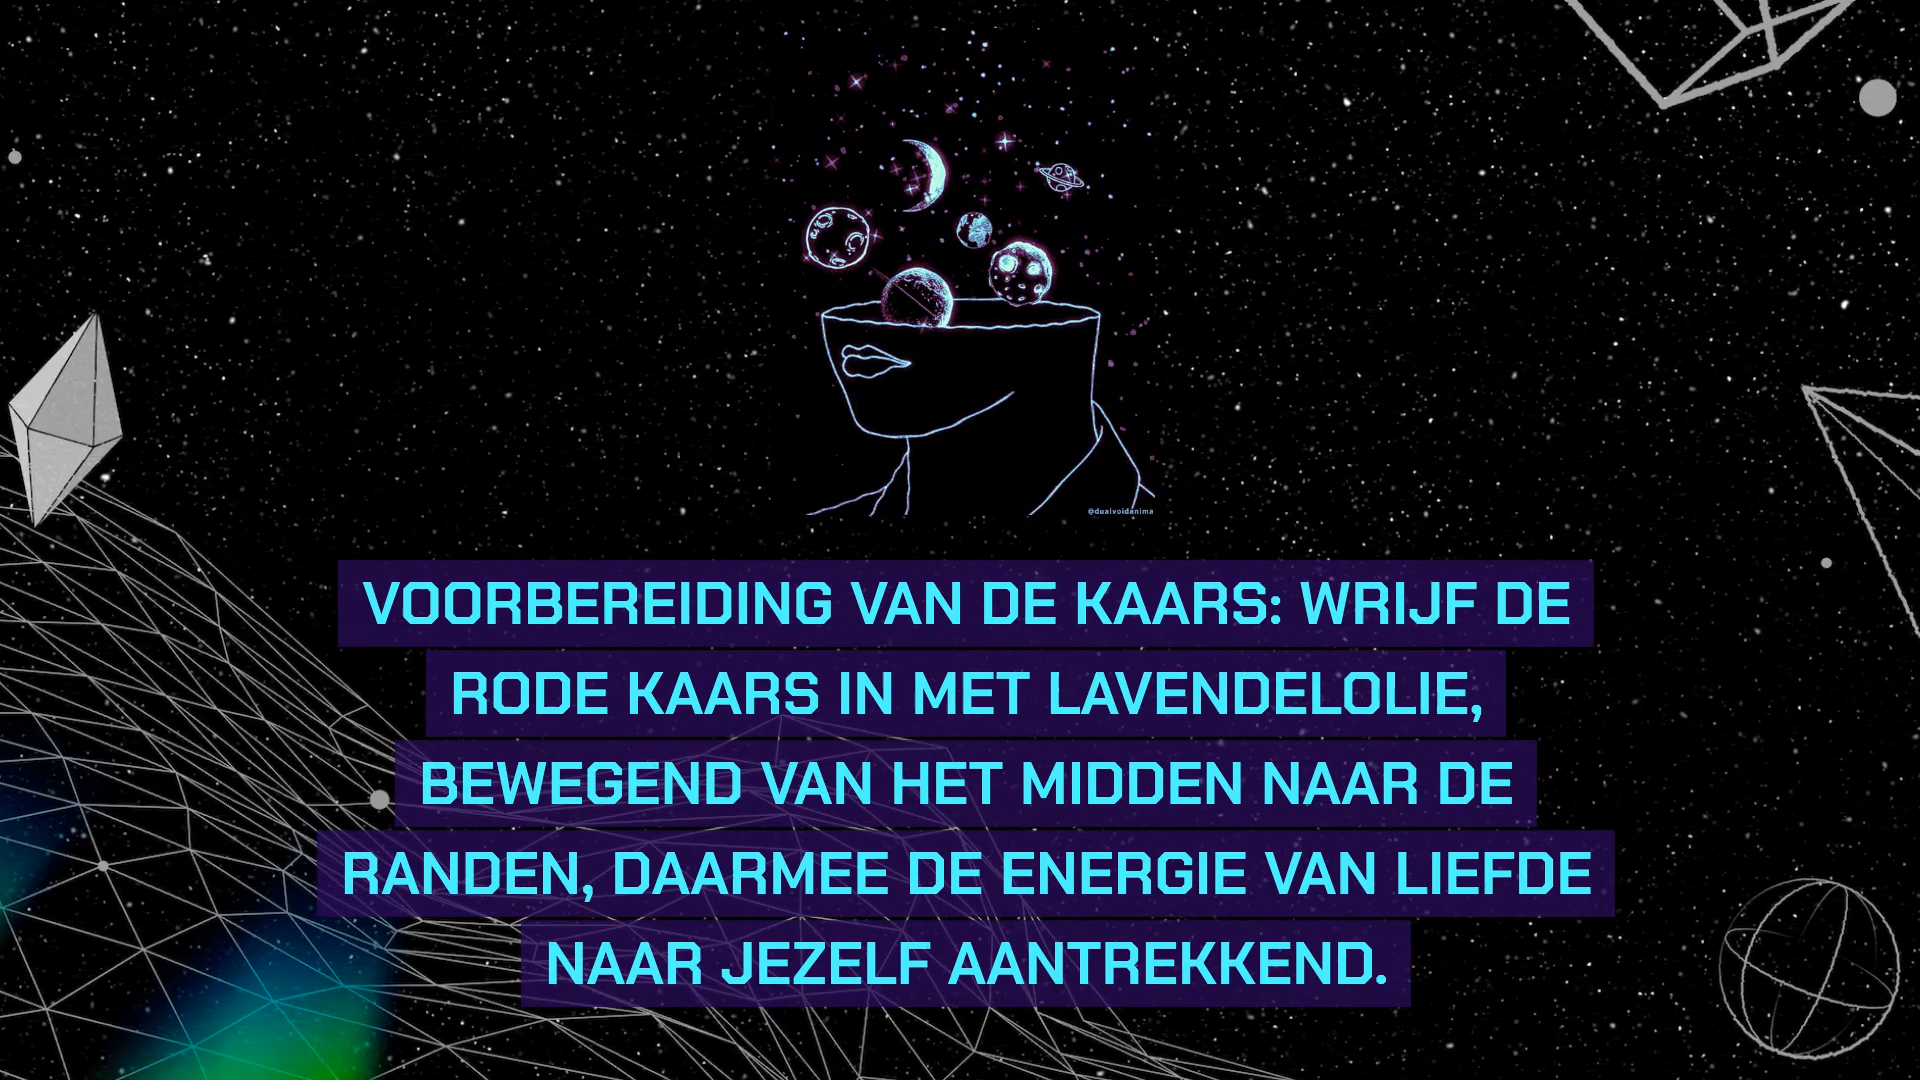 @dualvoidanima
VOORBEREIDING VAN DE KAARS: WRIJF DE
RODE KAARS IN MET LAVENDELOLIE,
BEWEGEND VAN HET MIDDEN NAAR DE
RANDEN, DAARMEE DE ENERGIE VAN LIEFDE
NAAR JEZELF AANTREKKEND.